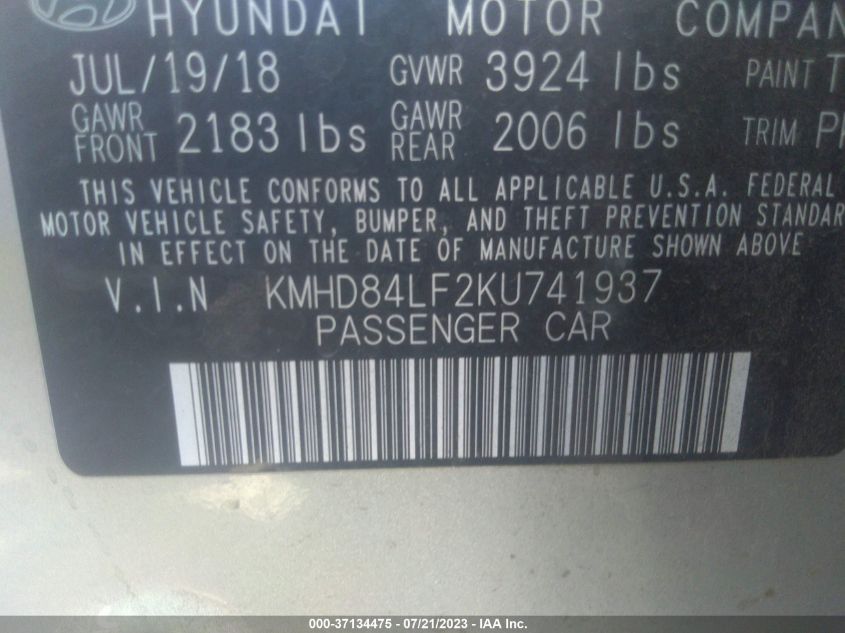 HYUNDAI MOTOR COMPAN
JUL/19/18 GVWR 3924 lbs PAINT T
GAWR FRONT 2183 lbs GAWR REAR 2006 lbs TRIM
THIS VEHICLE CONFORMS TO ALL APPLICABLE U.S.A. FEDERAL
MOTOR VEHICLE SAFETY, BUMPER, AND THEFT PREVENTION STANDAR
IN EFFECT ON THE DATE OF MANUFACTURE SHOWN ABOVE
V.I.N KMHD84LF2KU741937
PASSENGER CAR
000-37134475 - 07/21/2023 - IAA Inc.